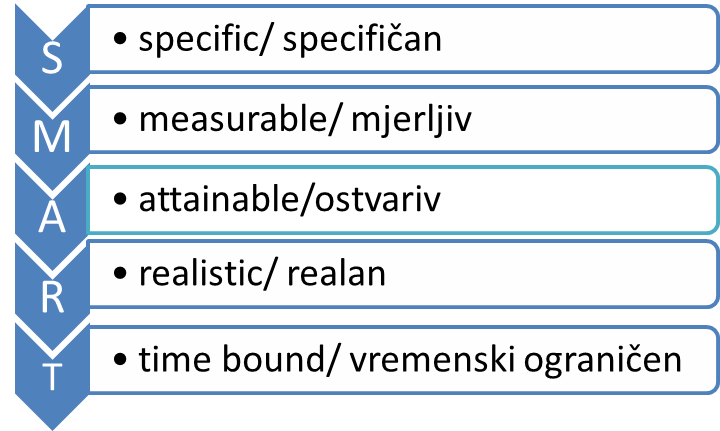 S
• specific/ specifičan
M
• measurable/ mjerljiv
A
• attainable/ostvariv
R
• realistic/ realan
T
• time bound/ vremenski ograničen